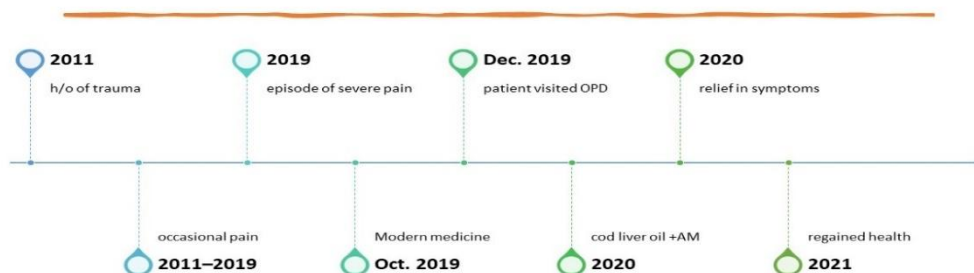 2011
h/o of trauma
2019
episode of severe pain
Dec. 2019
patient visited OPD
2020
relief in symptoms
occasional pain
2011–2019
Modern medicine
Oct. 2019
cod liver oil +AM
2020
regained health
2021